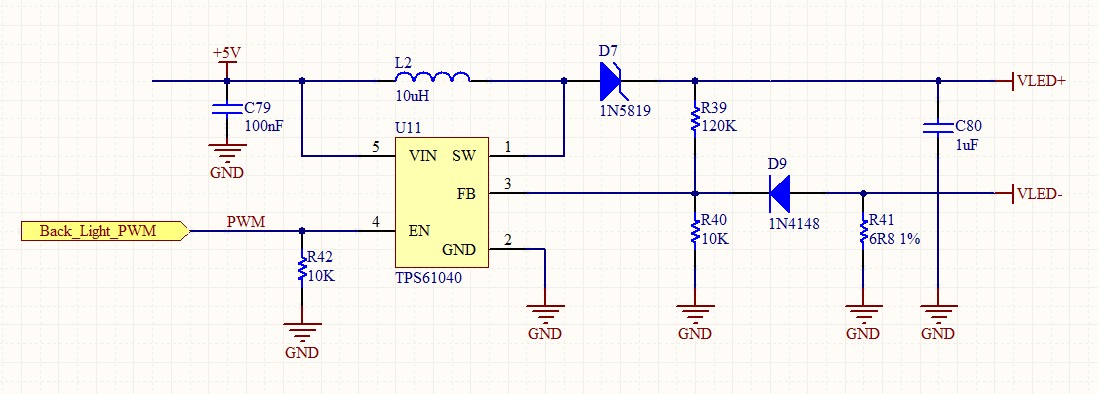 +5V
L2
10uH
D7
1N5819
VLED+
C79
100nF
GND
R39
120K
C80
1uF
U11
5 VIN SW 1
3
FB
D9
1N4148
VLED-
Back_Light_PWM
PWM
4 EN
GND 2
TPS61040
R42
10K
R40
10K
R41
6R8 1%
GND
GND
GND
GND
GND